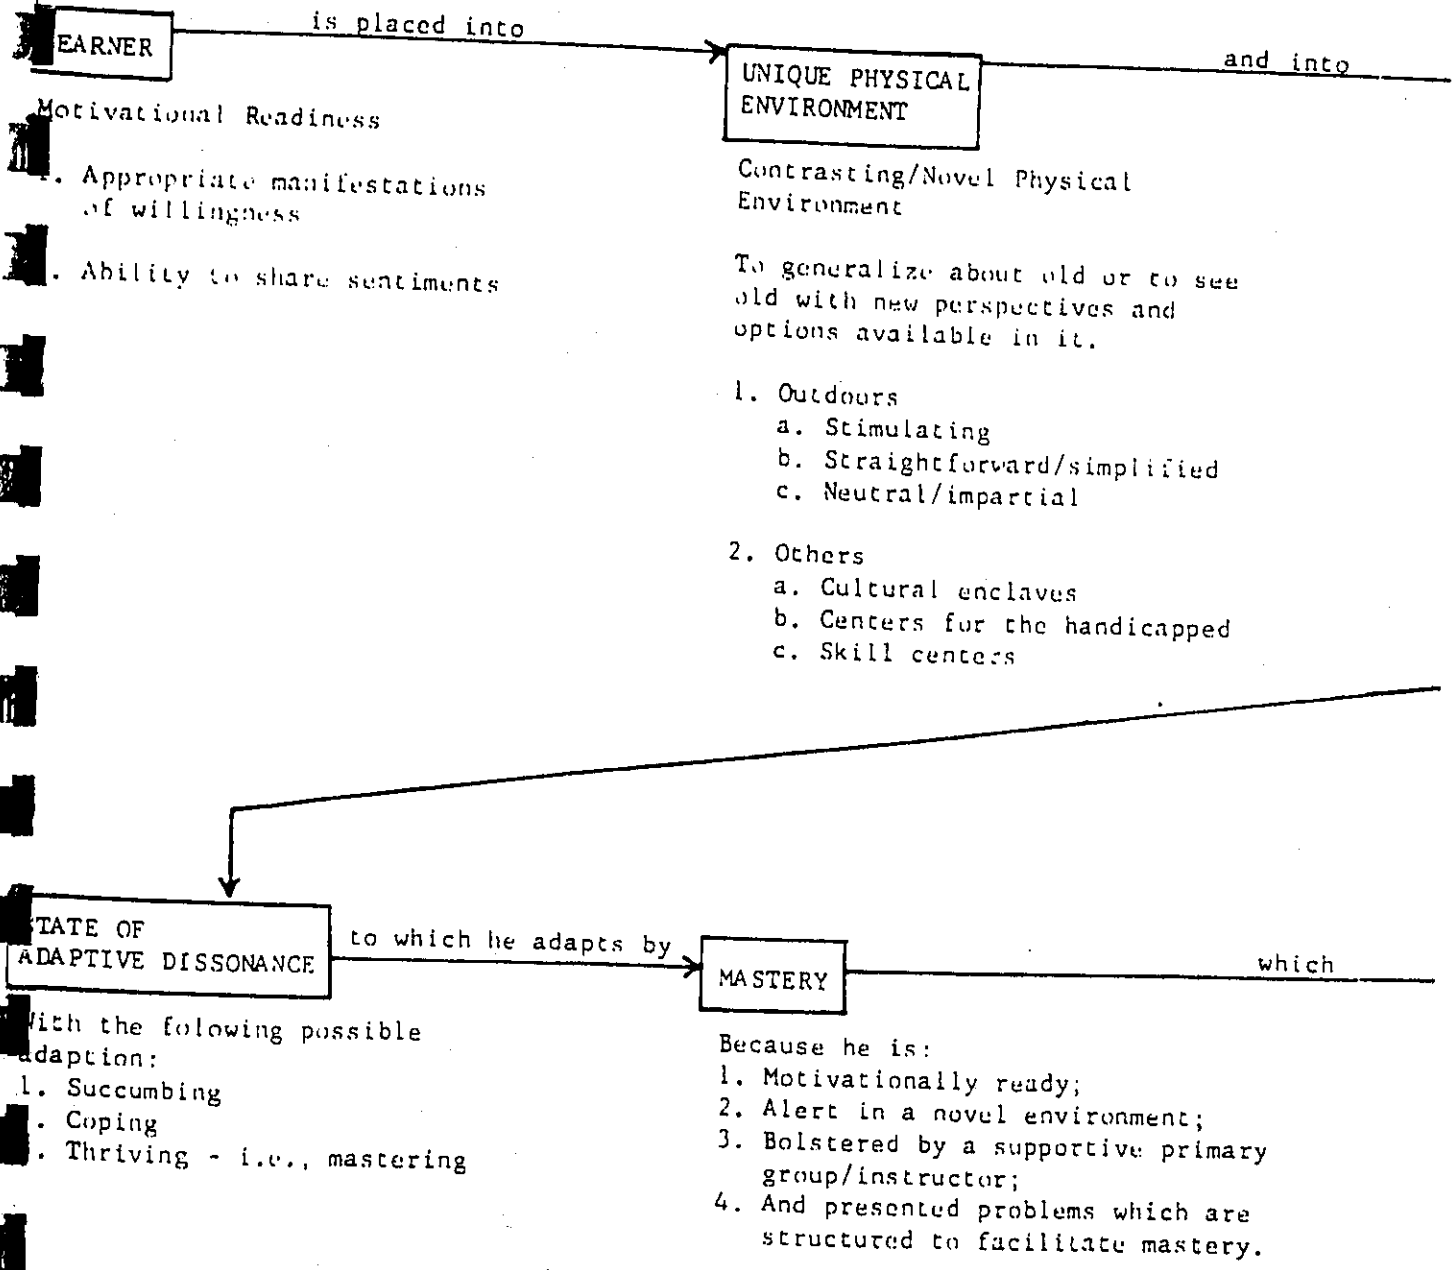 EARNER
is placed into
UNIQUE PHYSICAL
ENVIRONMENT
and into
Motivational Readiness
. Appropriate manifestations
of willingness
. Ability to share sentiments
Contrasting/Novel Physical
Environment
To generalize about old or to see
old with new perspectives and
options available in it.
1. Outdoors
a. Stimulating
b. Straightforward/simplified
c. Neutral/impartial
2. Others
a. Cultural enclaves
b. Centers for the handicapped
c. Skill centers
TATE OF
ADAPTIVE DISSONANCE
to which he adapts by
MASTERY
which
With the folowing possible
adaption:
1. Succumbing
. Coping
. Thriving - i.e., mastering
Because he is:
1. Motivationally ready;
2. Alert in a novel environment;
3. Bolstered by a supportive primary
group/instructor;
4. And presented problems which are
structured to facilitate mastery.